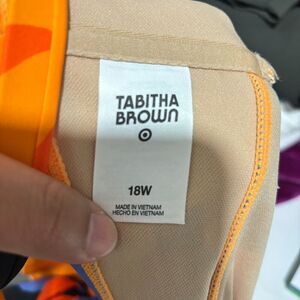 TABITHA
BROWN
18W
MADE IN VIETNAM
HECHO EN VIETNAM